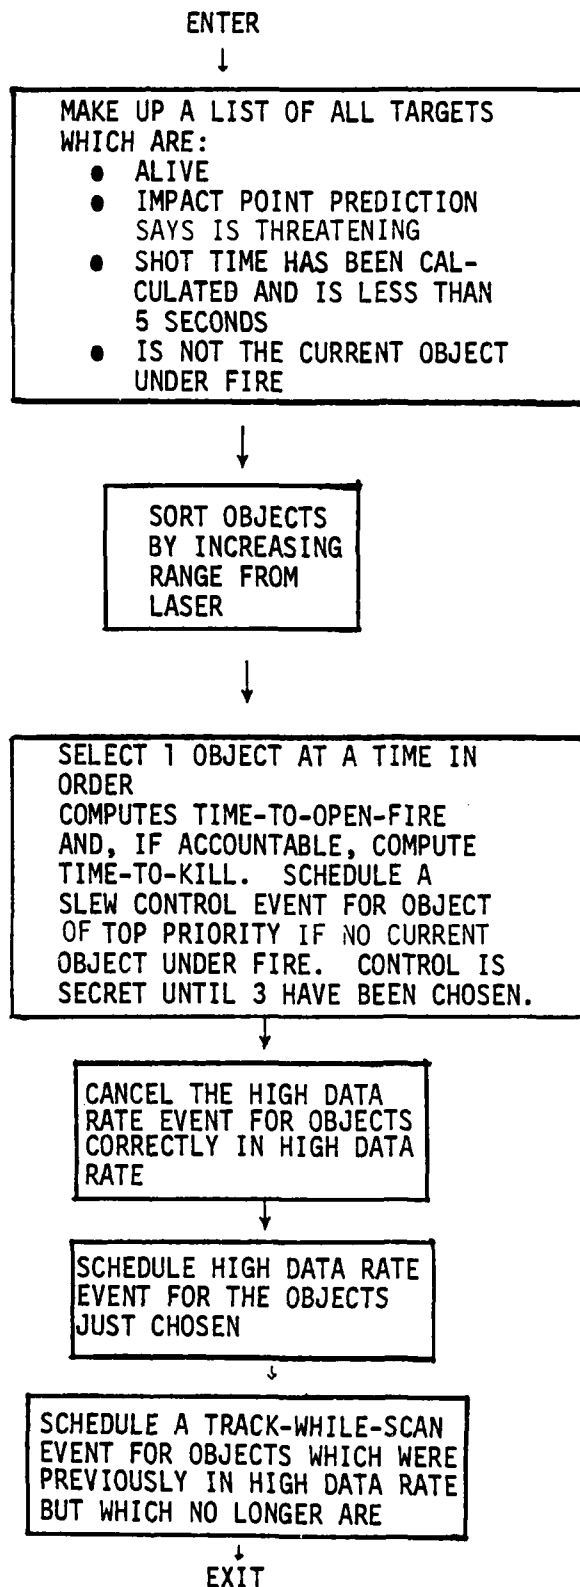 ENTER
MAKE UP A LIST OF ALL TARGETS
WHICH ARE:
● ALIVE
● IMPACT POINT PREDICTION
SAYS IS THREATENING
● SHOT TIME HAS BEEN CAL-
CULATED AND IS LESS THAN
5 SECONDS
● IS NOT THE CURRENT OBJECT
UNDER FIRE
SORT OBJECTS
BY INCREASING
RANGE FROM
LASER
SELECT 1 OBJECT AT A TIME IN
ORDER
COMPUTES TIME-TO-OPEN-FIRE
AND, IF ACCOUNTABLE, COMPUTE
TIME-TO-KILL. SCHEDULE A
SLEW CONTROL EVENT FOR OBJECT
OF TOP PRIORITY IF NO CURRENT
OBJECT UNDER FIRE. CONTROL IS
SECRET UNTIL 3 HAVE BEEN CHOSEN.
CANCEL THE HIGH DATA
RATE EVENT FOR OBJECTS
CORRECTLY IN HIGH DATA
RATE
SCHEDULE HIGH DATA RATE
EVENT FOR THE OBJECTS
JUST CHOSEN
SCHEDULE A TRACK-WHILE-SCAN
EVENT FOR OBJECTS WHICH WERE
PREVIOUSLY IN HIGH DATA RATE
BUT WHICH NO LONGER ARE
EXIT